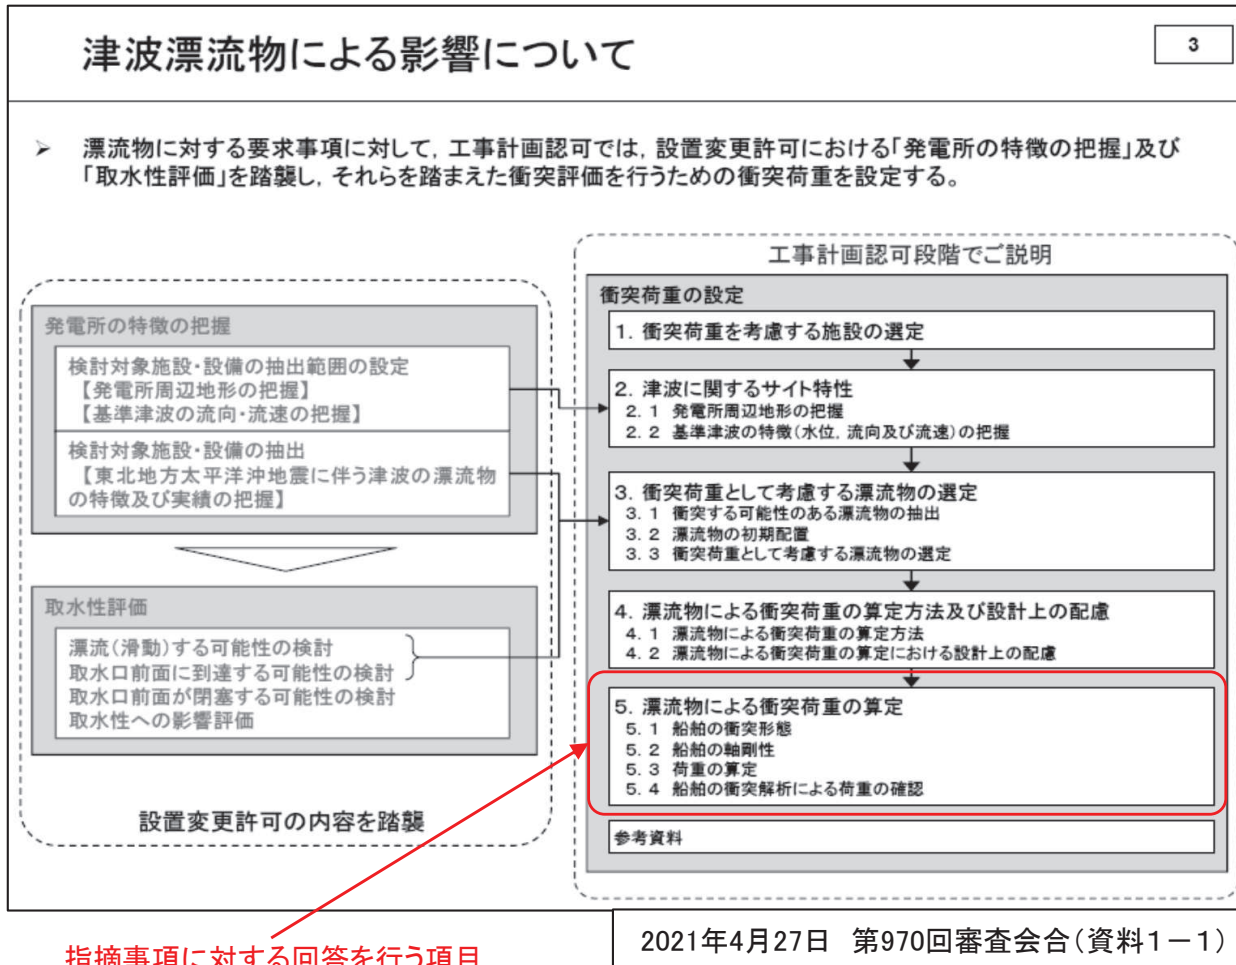 津波漂流物による影響について
3
➢ 漂流物に対する要求事項に対して，工事計画認可では，設置変更許可における「発電所の特徴の把握」及び
「取水性評価」を踏襲し，それらを踏まえた衝突評価を行うための衝突荷重を設定する。
発電所の特徴の把握
検討対象施設・設備の抽出範囲の設定
【発電所周辺地形の把握】
【基準津波の流向・流速の把握】
検討対象施設・設備の抽出
【東北地方太平洋沖地震に伴う津波の漂流物
の特徴及び実績の把握】
取水性評価
漂流（滑動）する可能性の検討
取水口前面に到達する可能性の検討
取水口前面が閉塞する可能性の検討
取水性への影響評価
設置変更許可の内容を踏襲
工事計画認可段階でご説明
衝突荷重の設定
１．衝突荷重を考慮する施設の選定
２．津波に関するサイト特性
２．１ 発電所周辺地形の把握
２．２ 基準津波の特徴（水位，流向及び流速）の把握
３．衝突荷重として考慮する漂流物の選定
３．１ 衝突する可能性のある漂流物の抽出
３．２ 漂流物の初期配置
３．３ 衝突荷重として考慮する漂流物の選定
４．漂流物による衝突荷重の算定方法及び設計上の配慮
４．１ 漂流物による衝突荷重の算定方法
４．２ 漂流物による衝突荷重の算定における設計上の配慮
５．漂流物による衝突荷重の算定
５．１ 船舶の衝突形態
５．２ 船舶の軸剛性
５．３ 荷重の算定
５．４ 船舶の衝突解析による荷重の確認
参考資料
指摘事項に対する回答を行う項目
2021年4月27日 第970回審査会合（資料１－１）